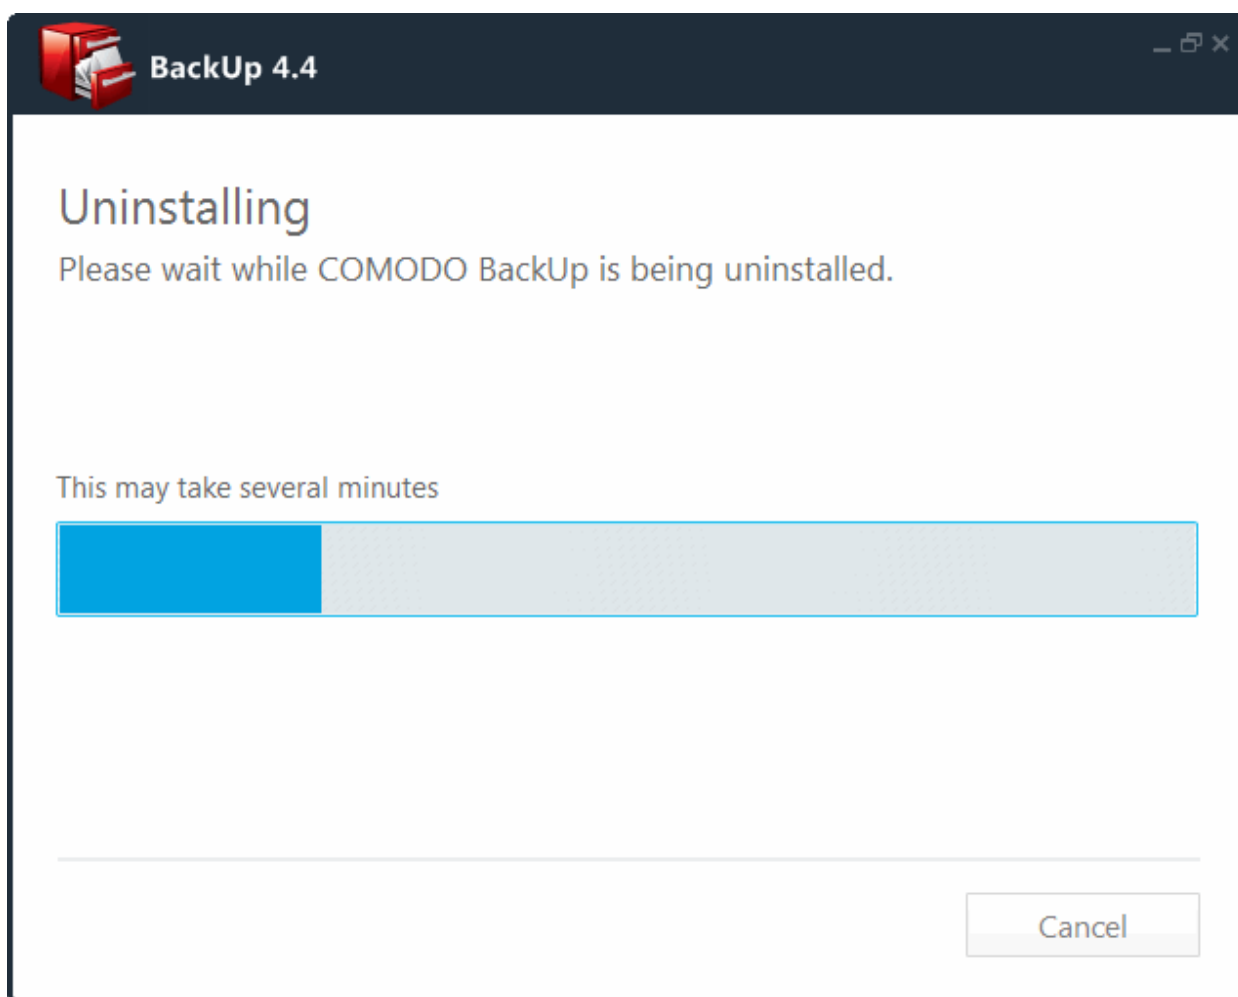 BackUp 4.4
Uninstalling
Please wait while COMODO BackUp is being uninstalled.
This may take several minutes
Cancel